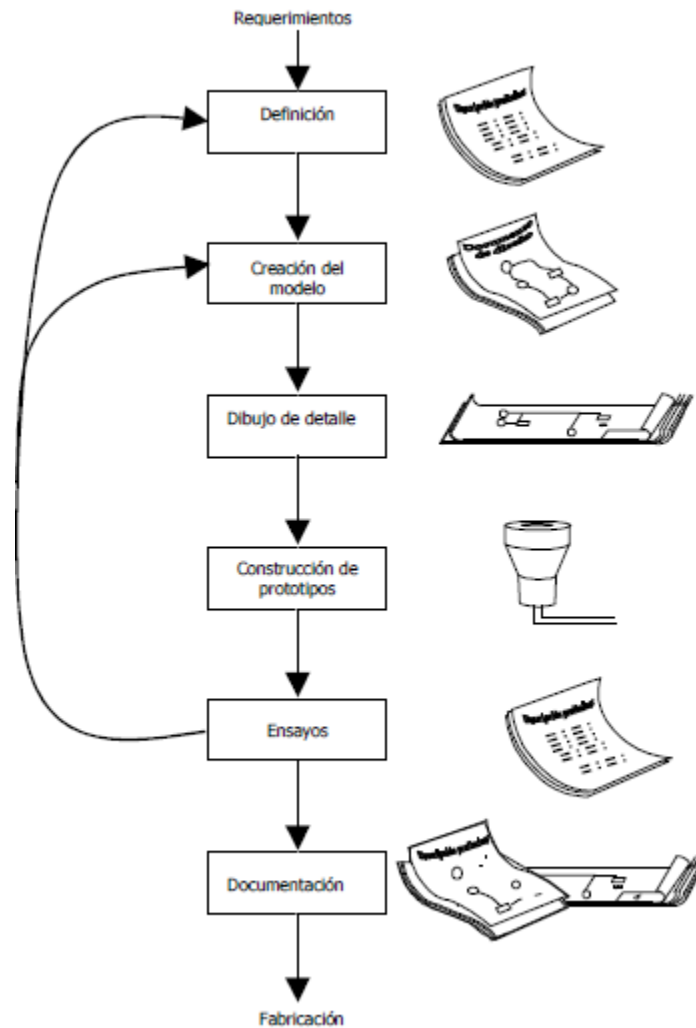 Requerimientos
Definición
Creación del
modelo
Dibujo de detalle
Construcción de
prototipos
Ensayos
Documentación
Fabricación